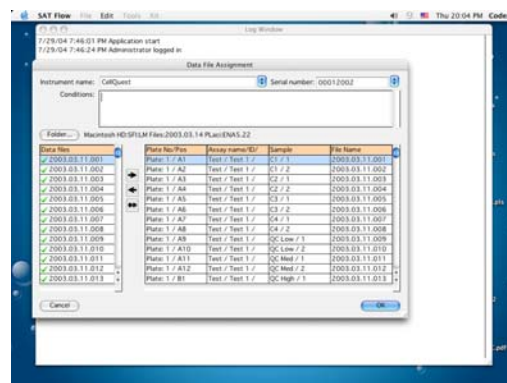 SAT Flow File Edit Tools Kit Thu 20:04 PM Code
Log Window
7/29/04 7:46:01 PM Application start
7/29/04 7:46:24 PM Administrator logged in
Data File Assignment
Instrument name: CellQuest Serial number: 00012002
Conditions:
Folder... Macintosh HD:SFI:LM Files:2003.03.14
Data files Plate No/Pos Assay name/ID/ Sample File Name
2003.03.11.001 Plate: 1 / A1 Test / Test 1 / C1 / 1 2003.03.11.001
2003.03.11.002 Plate: 1 / A2 Test / Test 1 / C1 / 2 2003.03.11.002
2003.03.11.003 Plate: 1 / A3 Test / Test 1 / C2 / 1 2003.03.11.003
2003.03.11.004 Plate: 1 / A4 Test / Test 1 / C2 / 2 2003.03.11.004
2003.03.11.005 Plate: 1 / A5 Test / Test 1 / C3 / 1 2003.03.11.005
2003.03.11.006 Plate: 1 / A6 Test / Test 1 / C3 / 2 2003.03.11.006
2003.03.11.007 Plate: 1 / A7 Test / Test 1 / C4 / 1 2003.03.11.007
2003.03.11.008 Plate: 1 / A8 Test / Test 1 / C4 / 2 2003.03.11.008
2003.03.11.009 Plate: 1 / A9 Test / Test 1 / QC Low / 1 2003.03.11.009
2003.03.11.010 Plate: 1 / A10 Test / Test 1 / QC Low / 2 2003.03.11.010
2003.03.11.011 Plate: 1 / A11 Test / Test 1 / QC Med / 1 2003.03.11.011
2003.03.11.012 Plate: 1 / A12 Test / Test 1 / QC Med / 2 2003.03.11.012
2003.03.11.013 Plate: 1 / B1 Test / Test 1 / QC High / 1 2003.03.11.013
Cancel OK